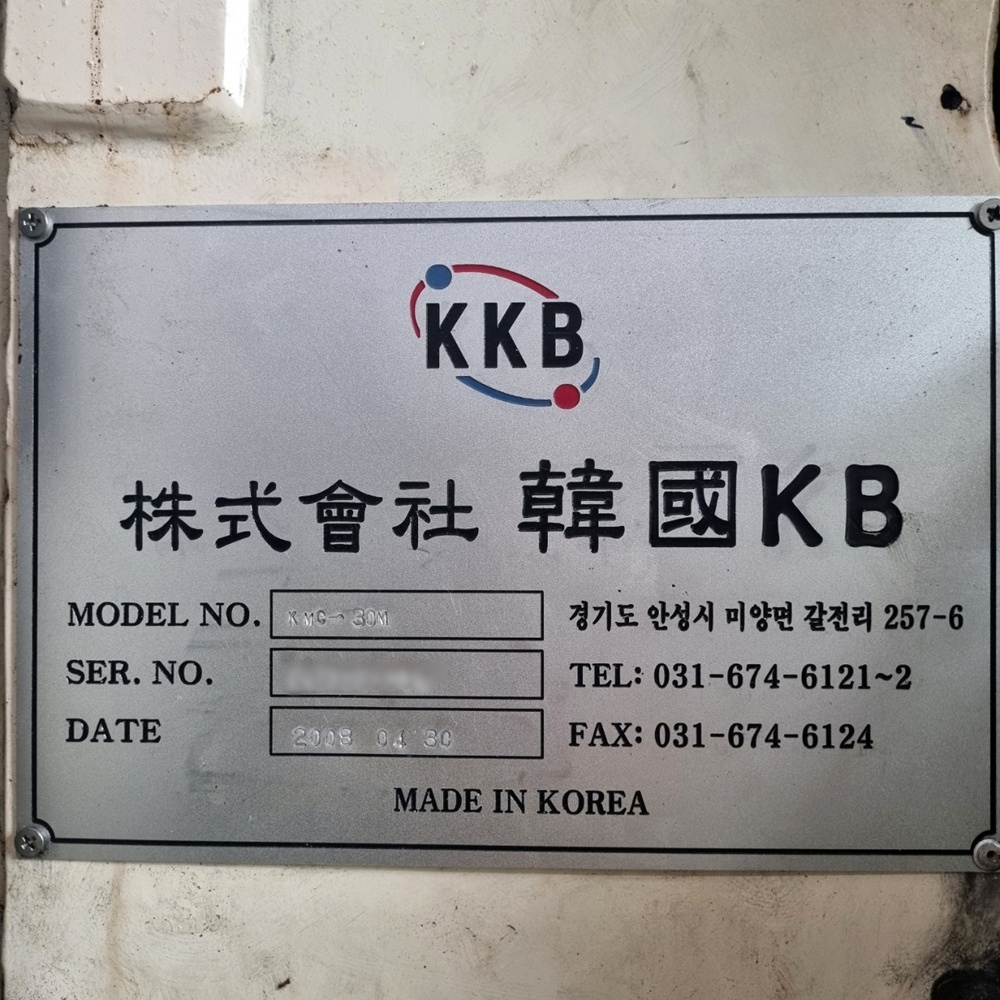 KKB
株式會社 韓國KB
MODEL NO. KMC-30M
경기도 안성시 미양면 갈전리 257-6
SER. NO.
TEL: 031-674-6121~2
DATE 2008 04 30
FAX: 031-674-6124
MADE IN KOREA